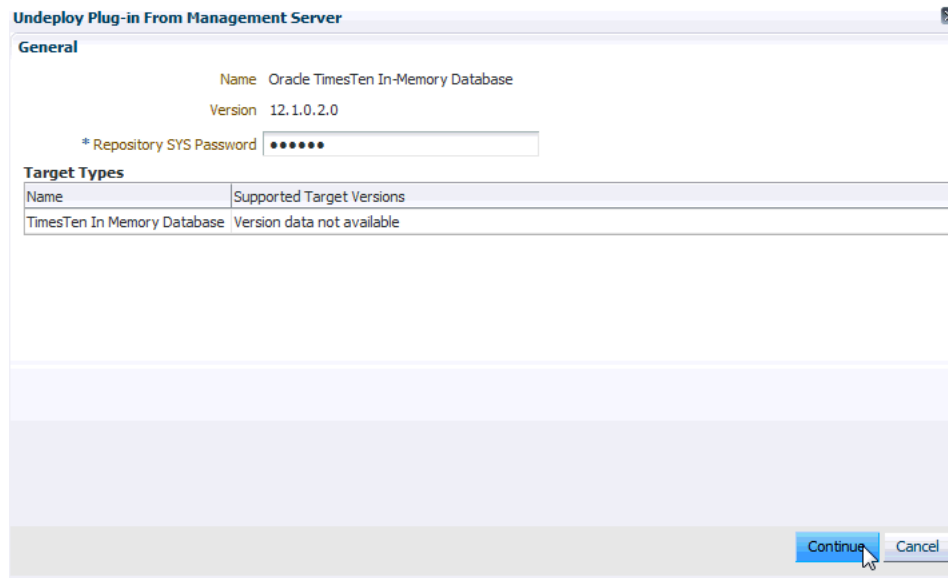 Undeploy Plug-in From Management Server
General
Name Oracle TimesTen In-Memory Database
Version 12.1.0.2.0
* Repository SYS Password ••••••
Target Types
Name Supported Target Versions
TimesTen In Memory Database Version data not available
Continue Cancel